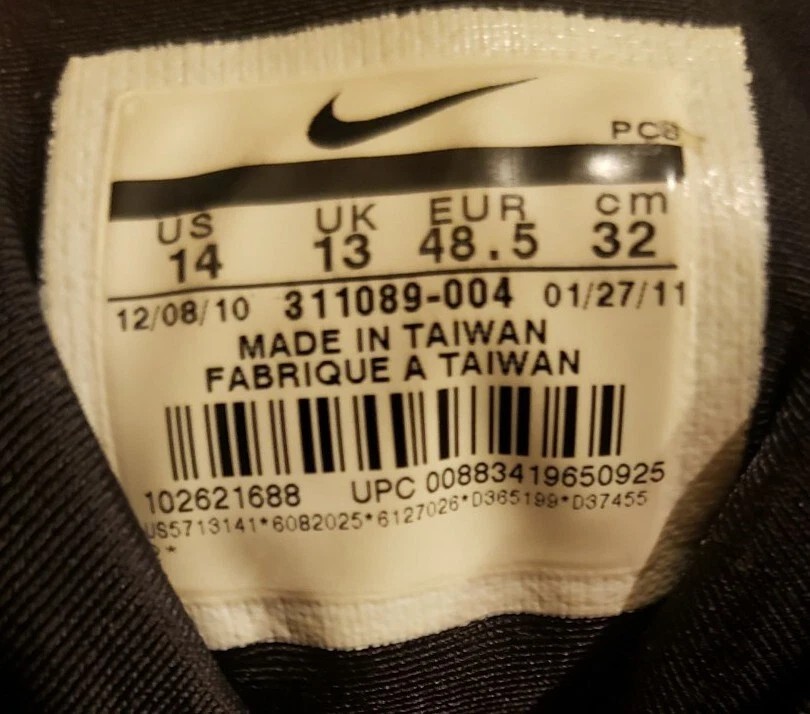 US UK EUR cm
14 13 48.5 32
12/08/10 311089-004 01/27/11
MADE IN TAIWAN
FABRIQUE A TAIWAN
102621688 UPC 00883419650925
US5713141*6082025*6127026*D365199*D37455